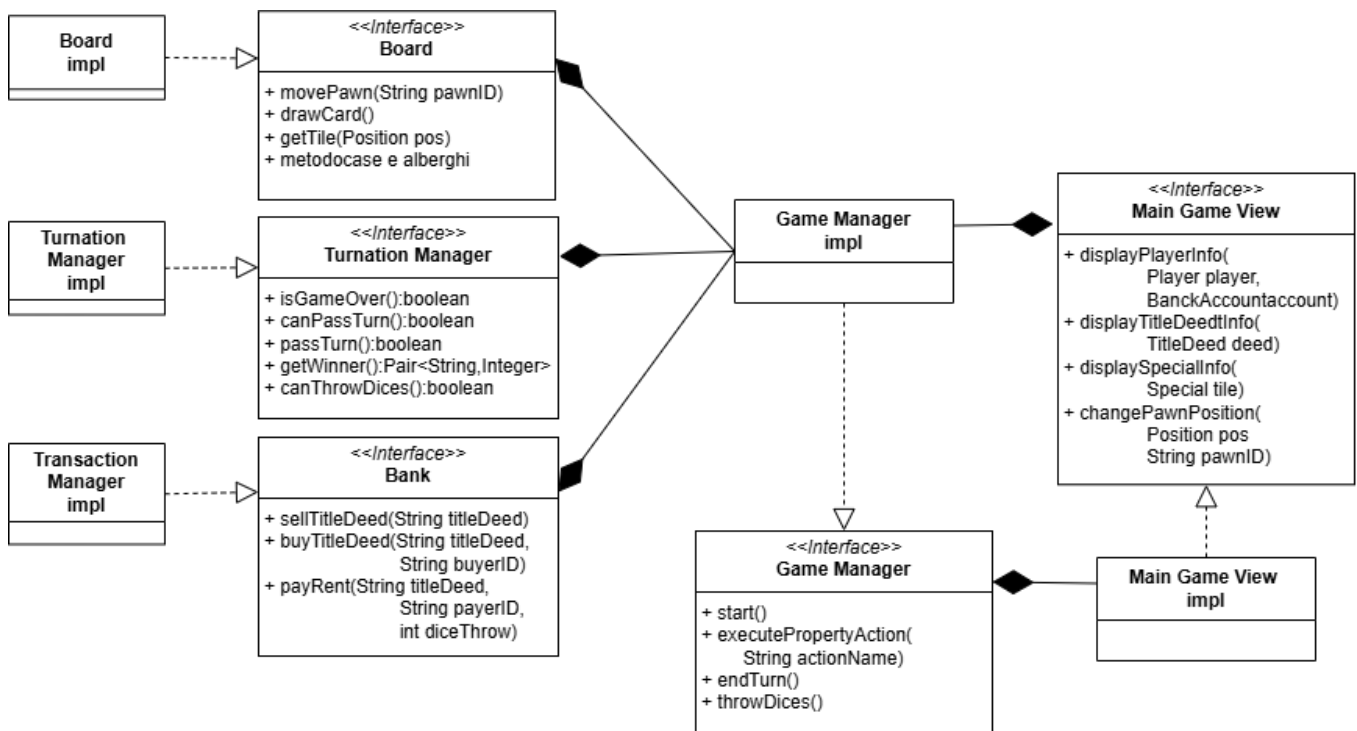 Board
impl
<<Interface>>
Board
+ movePawn(String pawnID)
+ drawCard()
+ getTile(Position pos)
+ metodocase e alberghi
Turnation
Manager
impl
<<Interface>>
Turnation Manager
+ isGameOver():boolean
+ canPassTurn():boolean
+ passTurn():boolean
+ getWinner():Pair<String,Integer>
+ canThrowDices():boolean
Transaction
Manager
impl
<<Interface>>
Bank
+ sellTitleDeed(String titleDeed)
+ buyTitleDeed(String titleDeed,
String buyerID)
+ payRent(String titleDeed,
String payerID,
int diceThrow)
Game Manager
impl
<<Interface>>
Game Manager
+ start()
+ executePropertyAction(
String actionName)
+ endTurn()
+ throwDices()
<<Interface>>
Main Game View
+ displayPlayerInfo(
Player player,
BanckAccountaccount)
+ displayTitleDeedtInfo(
TitleDeed deed)
+ displaySpecialInfo(
Special tile)
+ changePawnPosition(
Position pos
String pawnID)
Main Game View
impl